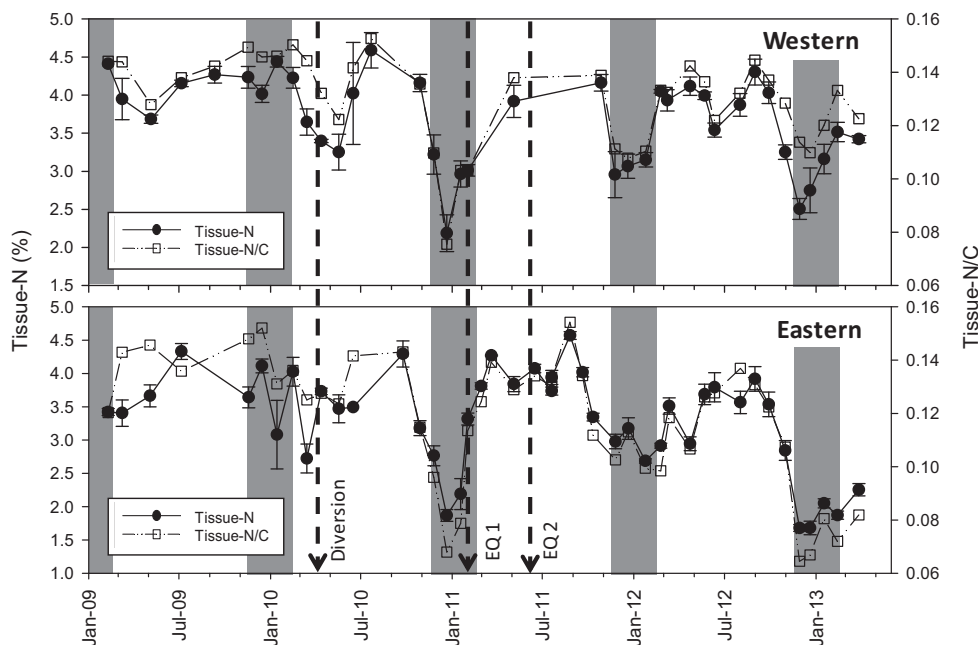 5.0
4.5
4.0
3.5
3.0
2.5
2.0
1.5
0.16
0.14
0.12
0.10
0.08
0.06
Western
Tissue-N
Tissue-N/C
Tissue-N (%)
Tissue-N/C
5.0
4.5
4.0
3.5
3.0
2.5
2.0
1.5
1.0
0.16
0.14
0.12
0.10
0.08
0.06
Eastern
Tissue-N
Tissue-N/C
Diversion
EQ 1
EQ 2
Jan-09
Jul-09
Jan-10
Jul-10
Jan-11
Jul-11
Jan-12
Jul-12
Jan-13